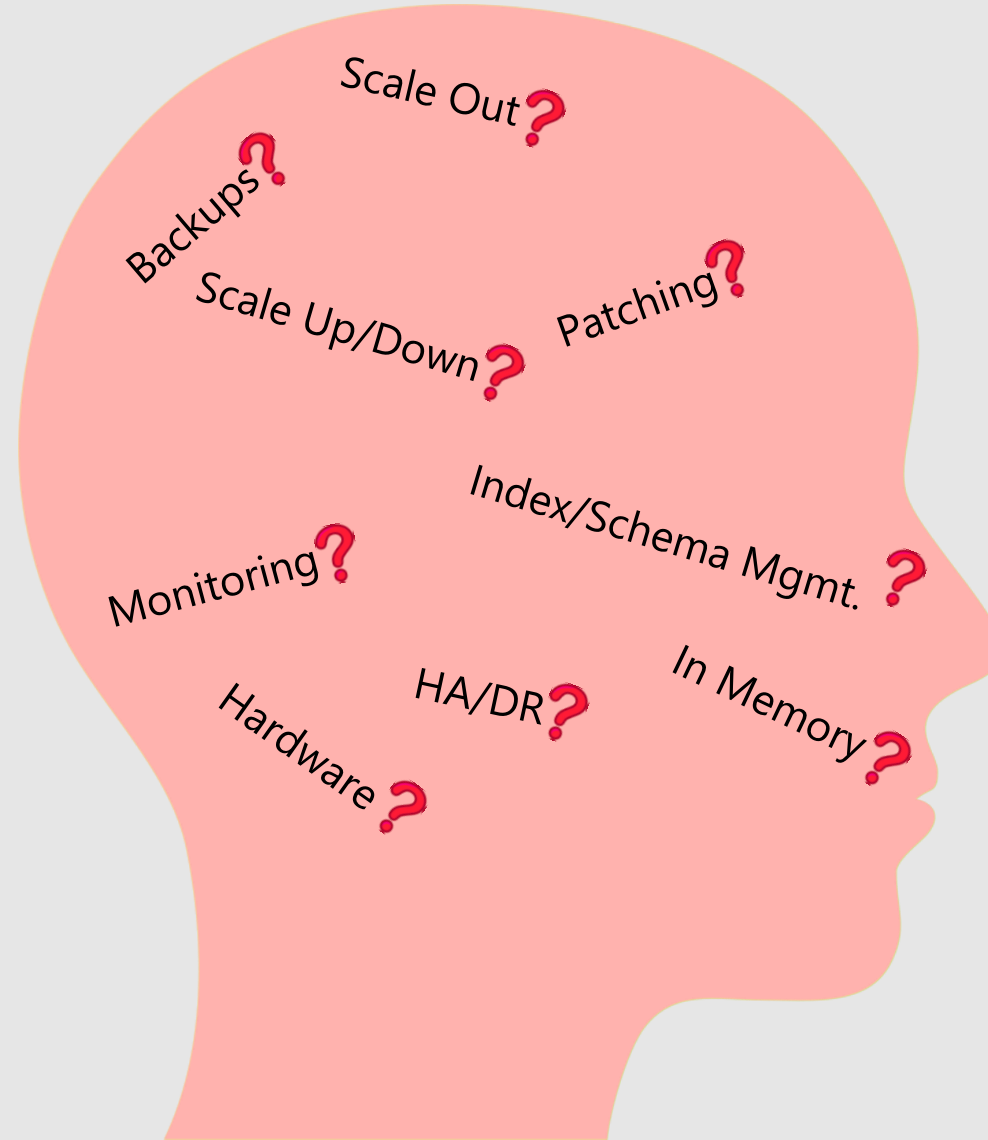 Scale Out?
Backups?
Scale Up/Down?
Patching?
Index/Schema Mgmt. ?
Monitoring?
In Memory?
HA/DR?
Hardware ?